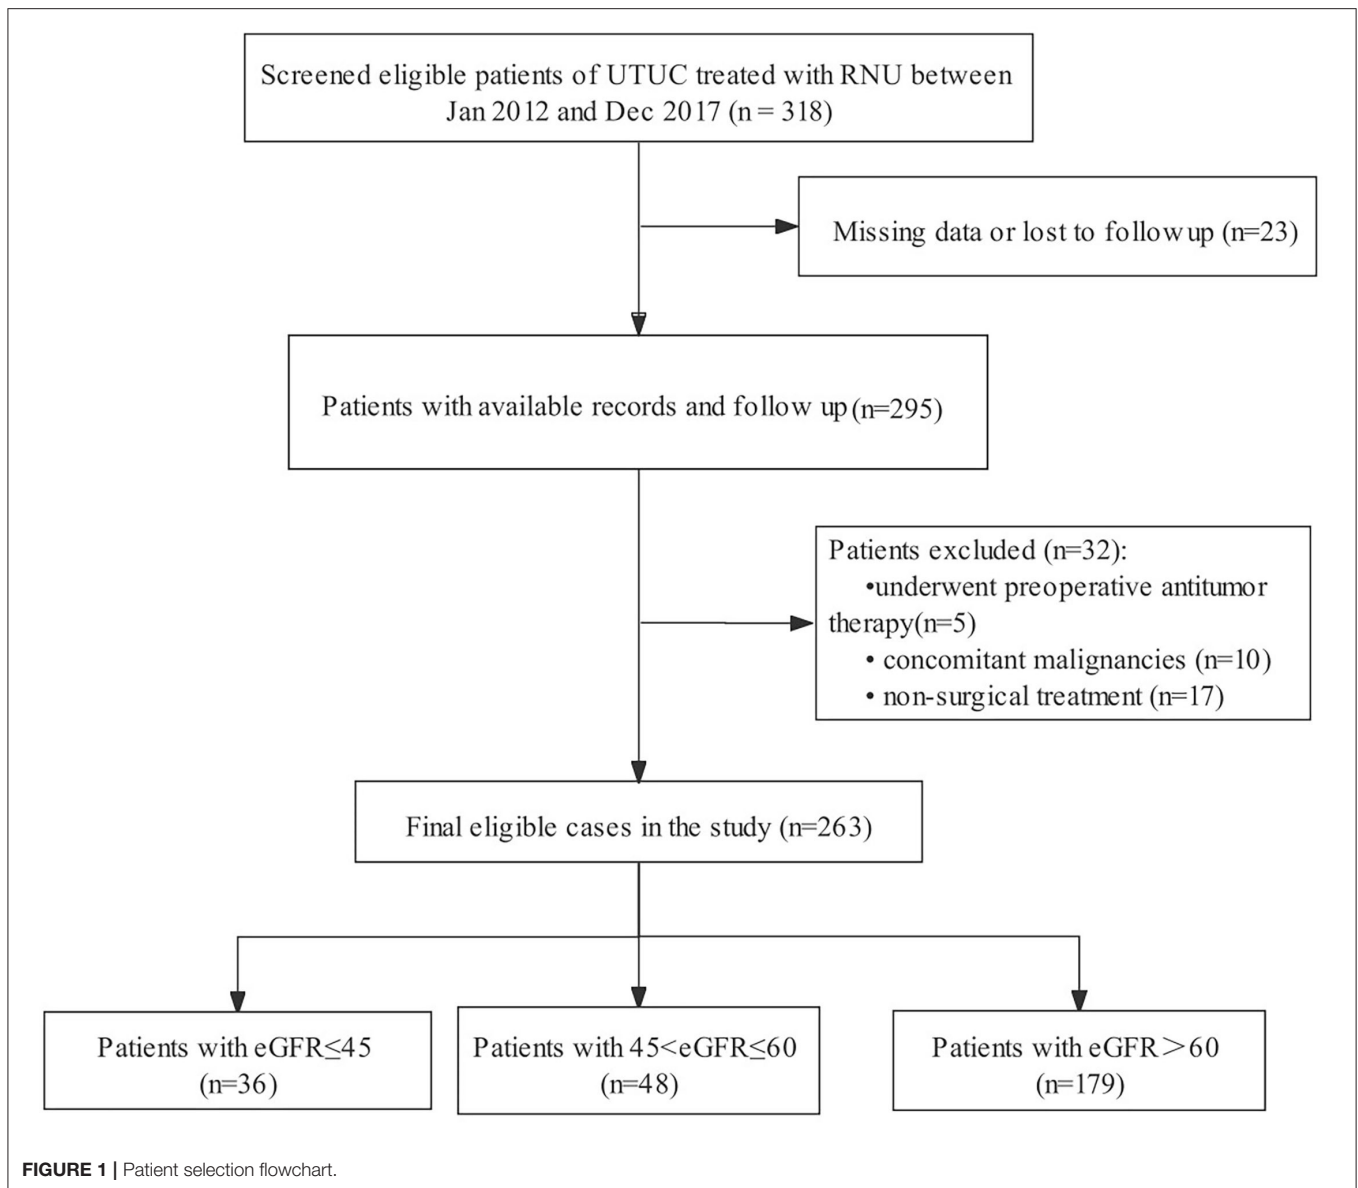 Screened eligible patients of UTUC treated with RNU between
Jan 2012 and Dec 2017 (n = 318)
Missing data or lost to follow up (n=23)
Patients with available records and follow up (n=295)
Patients excluded (n=32):
•underwent preoperative antitumor
therapy(n=5)
• concomitant malignancies (n=10)
• non-surgical treatment (n=17)
Final eligible cases in the study (n=263)
Patients with eGFR≤45
(n=36)
Patients with 45<eGFR≤60
(n=48)
Patients with eGFR>60
(n=179)
FIGURE 1 | Patient selection flowchart.